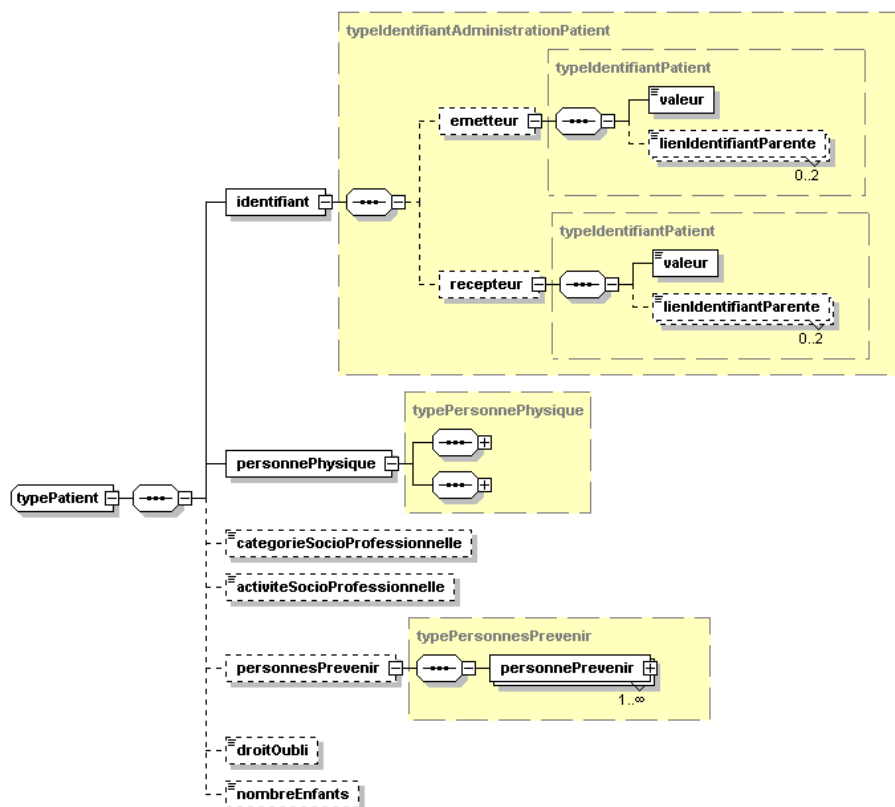 typeIdentifiantAdministrationPatient
typeIdentifiantPatient
valeur
emetteur
lienIdentifiantParente
0..2
identifiant
typeIdentifiantPatient
valeur
recepteur
lienIdentifiantParente
0..2
typePersonnePhysique
personnePhysique
typePatient
categorieSocioProfessionnelle
activiteSocioProfessionnelle
typePersonnesPrevenir
personnesPrevenir
personnePrevenir
1..∞
droitOubli
nombreEnfants